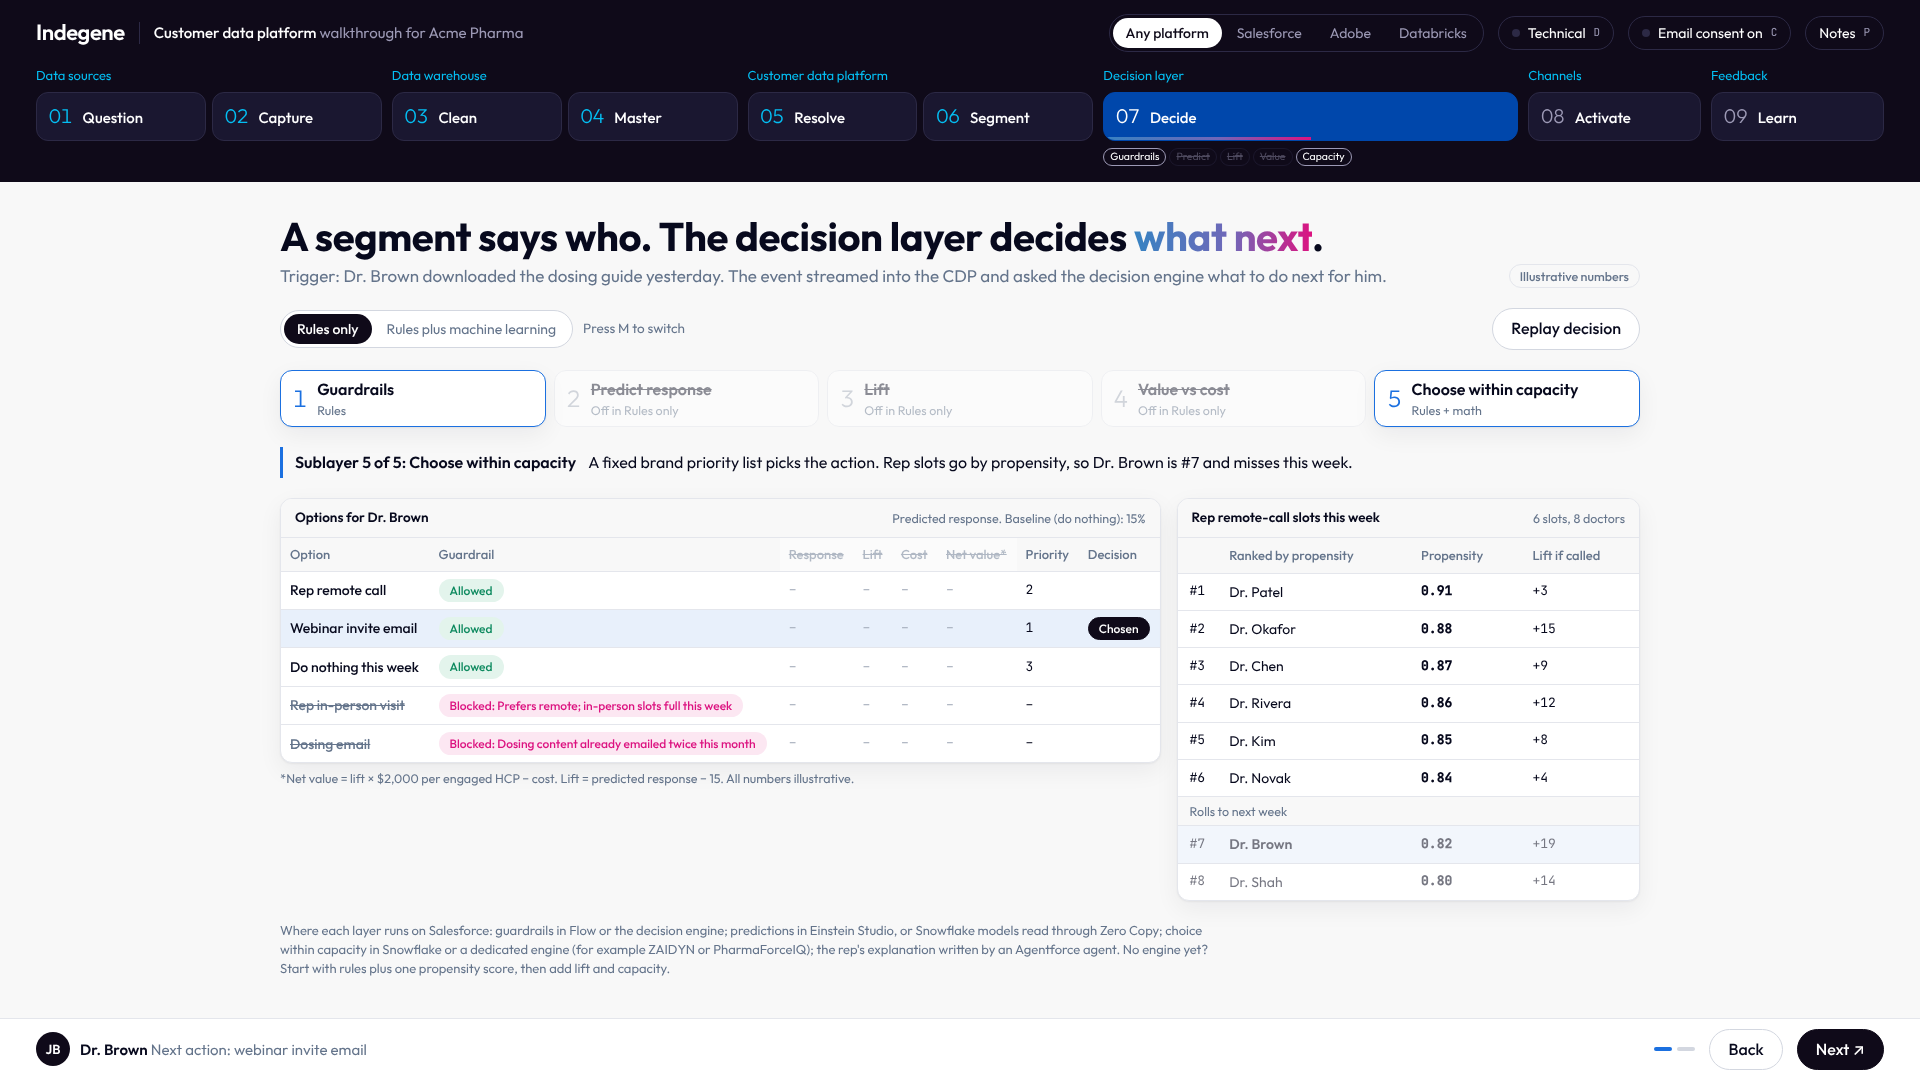 Indegene
Customer data platform walkthrough for Acme Pharma
Any platform Salesforce Adobe Databricks
Technical D
Email consent on C
Notes P
Data sources Data warehouse Customer data platform Decision layer Channels Feedback
01 Question 02 Capture 03 Clean 04 Master 05 Resolve 06 Segment 07 Decide 08 Activate 09 Learn
Guardrails Predict Lift Value Capacity
A segment says who. The decision layer decides what next.
Trigger: Dr. Brown downloaded the dosing guide yesterday. The event streamed into the CDP and asked the decision engine what to do next for him.
Illustrative numbers
Rules only Rules plus machine learning Press M to switch
Replay decision
1 Guardrails
Rules
2 Predict response
Off in Rules only
3 Lift
Off in Rules only
4 Value vs cost
Off in Rules only
5 Choose within capacity
Rules + math
Sublayer 5 of 5: Choose within capacity A fixed brand priority list picks the action. Rep slots go by propensity, so Dr. Brown is #7 and misses this week.
Options for Dr. Brown Predicted response. Baseline (do nothing): 15%
Option Guardrail Response Lift Cost Net value* Priority Decision
Rep remote call Allowed – – – – 2
Webinar invite email Allowed – – – – 1 Chosen
Do nothing this week Allowed – – – – 3
Rep in-person visit Blocked: Prefers remote; in-person slots full this week – – – – –
Dosing email Blocked: Dosing content already emailed twice this month – – – – –
*Net value = lift × $2,000 per engaged HCP − cost. Lift = predicted response − 15. All numbers illustrative.
Rep remote-call slots this week 6 slots, 8 doctors
Ranked by propensity Propensity Lift if called
#1 Dr. Patel 0.91 +3
#2 Dr. Okafor 0.88 +15
#3 Dr. Chen 0.87 +9
#4 Dr. Rivera 0.86 +12
#5 Dr. Kim 0.85 +8
#6 Dr. Novak 0.84 +4
Rolls to next week
#7 Dr. Brown 0.82 +19
#8 Dr. Shah 0.80 +14
Where each layer runs on Salesforce: guardrails in Flow or the decision engine; predictions in Einstein Studio, or Snowflake models read through Zero Copy; choice
within capacity in Snowflake or a dedicated engine (for example ZAIDYN or PharmaForceIQ); the rep's explanation written by an Agentforce agent. No engine yet?
Start with rules plus one propensity score, then add lift and capacity.
JB Dr. Brown Next action: webinar invite email
Back
Next ↗